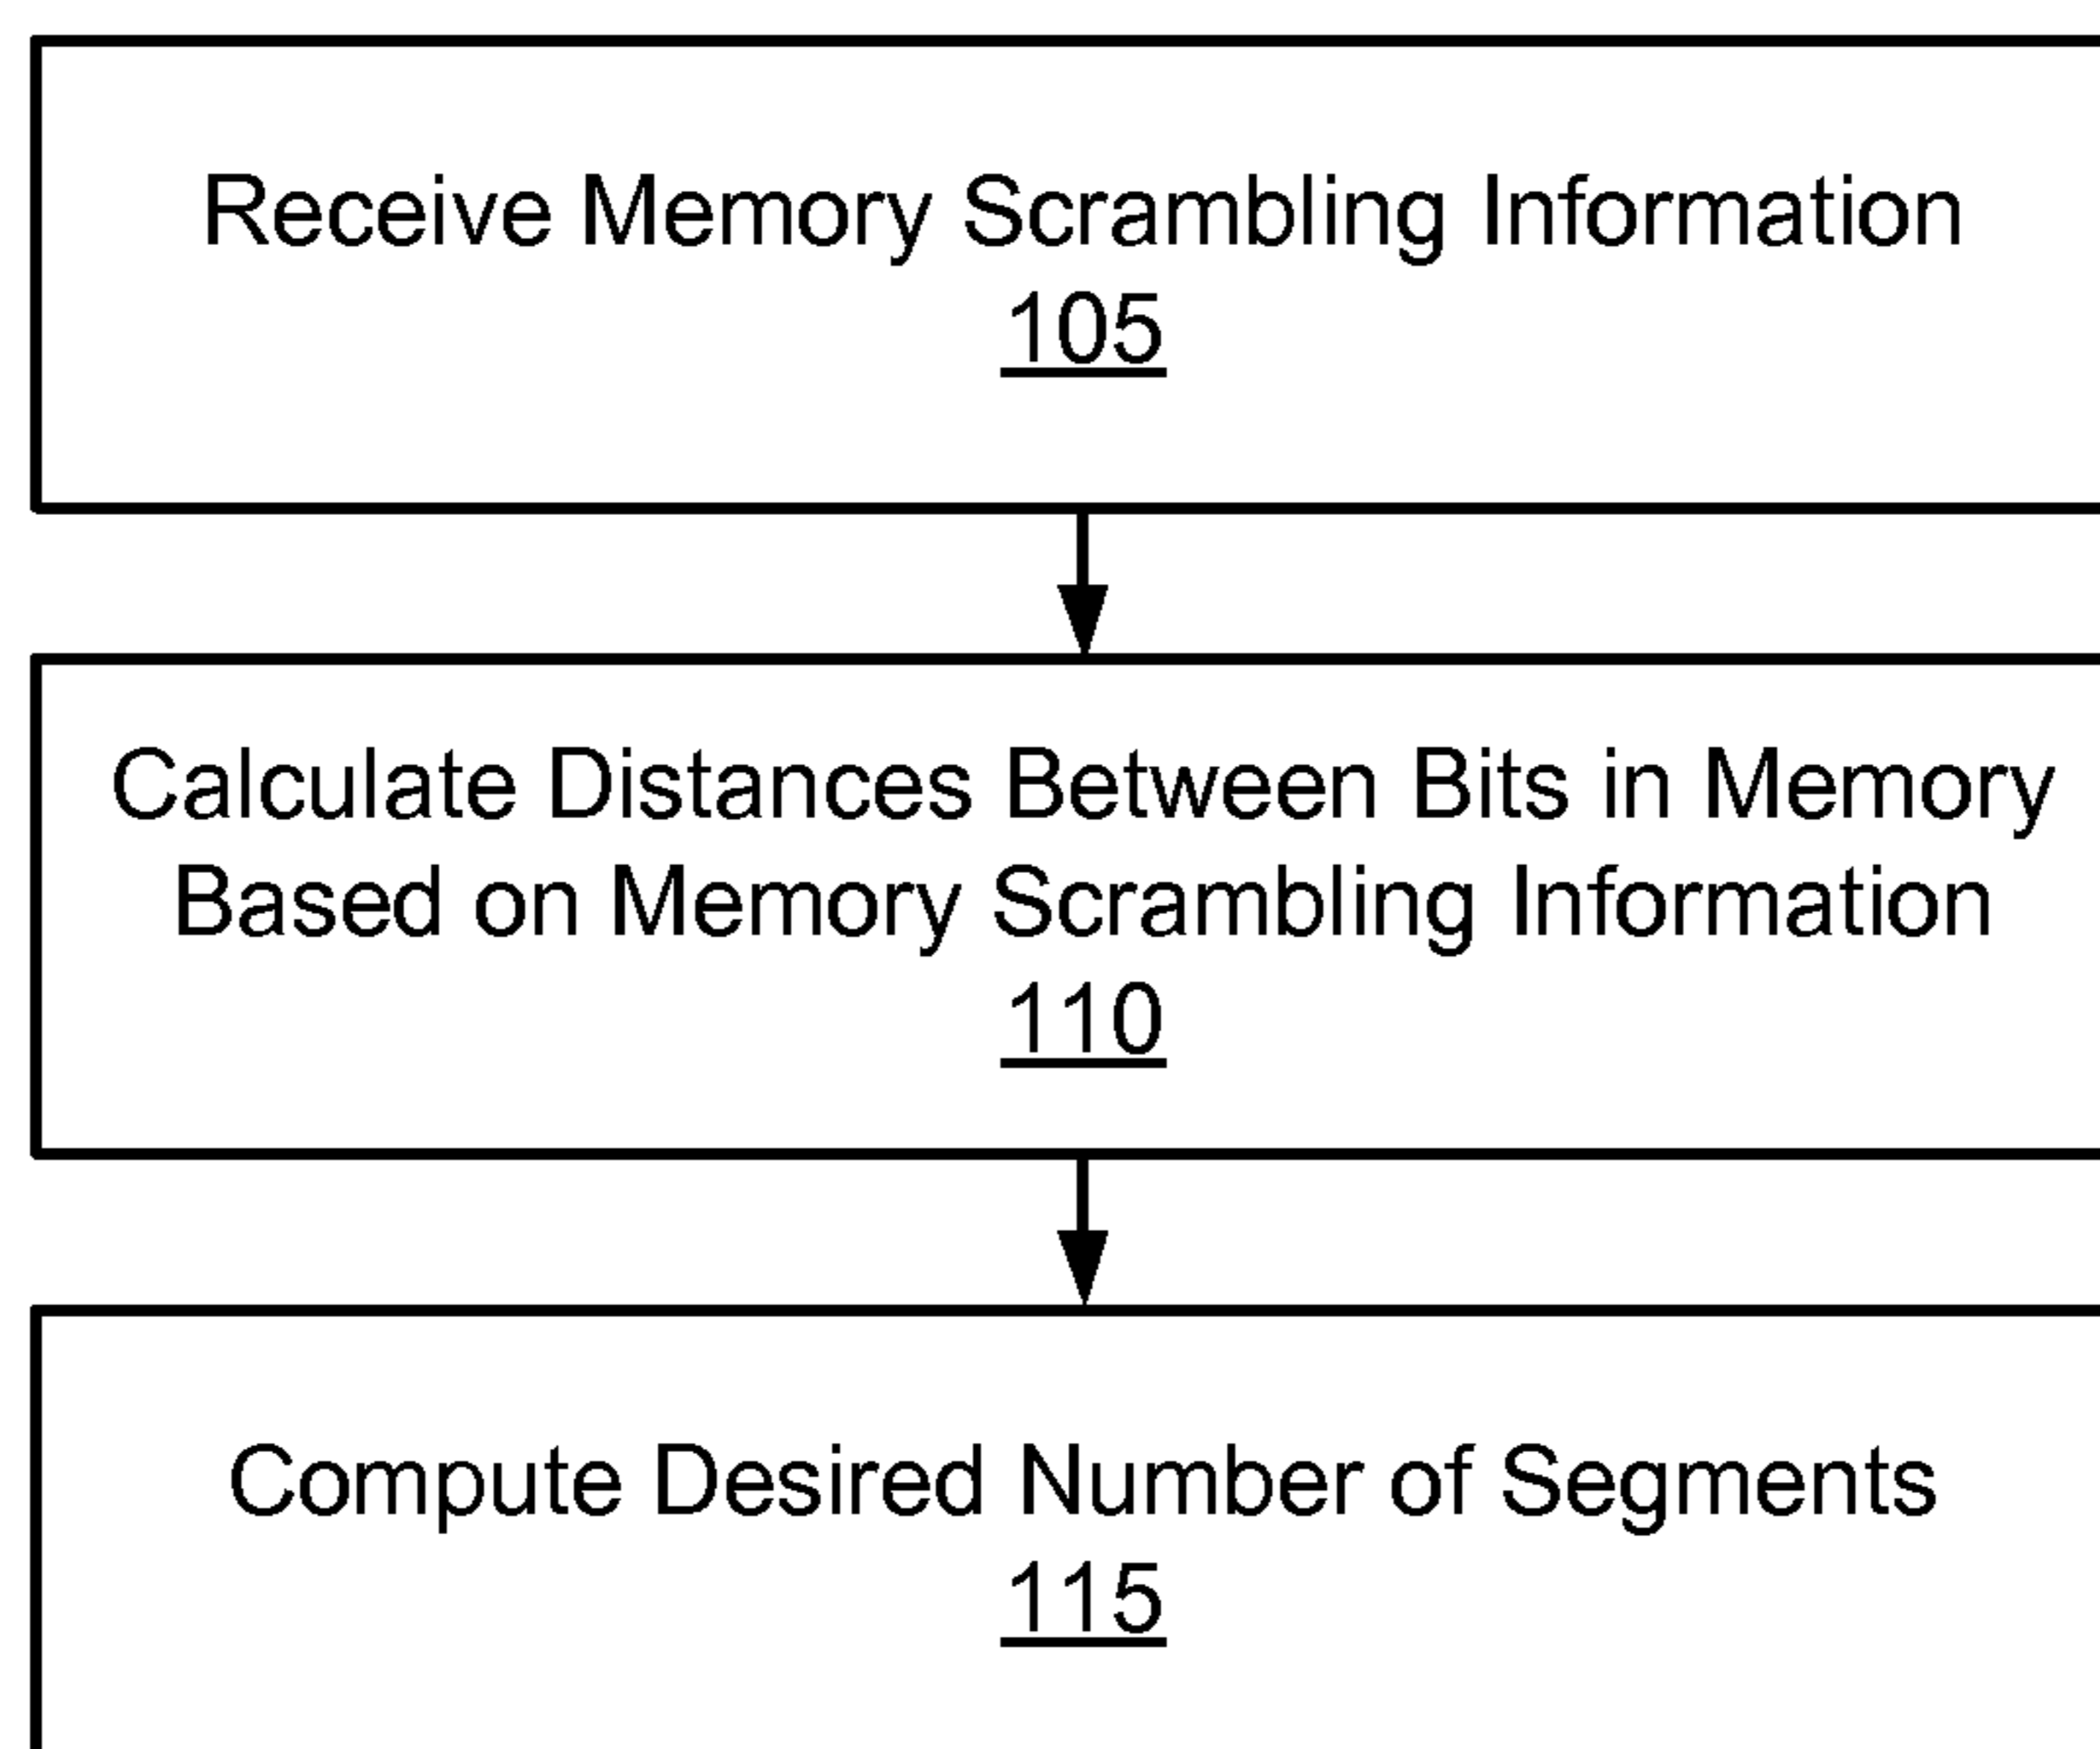 Receive Memory Scrambling Information
105
Calculate Distances Between Bits in Memory
Based on Memory Scrambling Information
110
Compute Desired Number of Segments
115